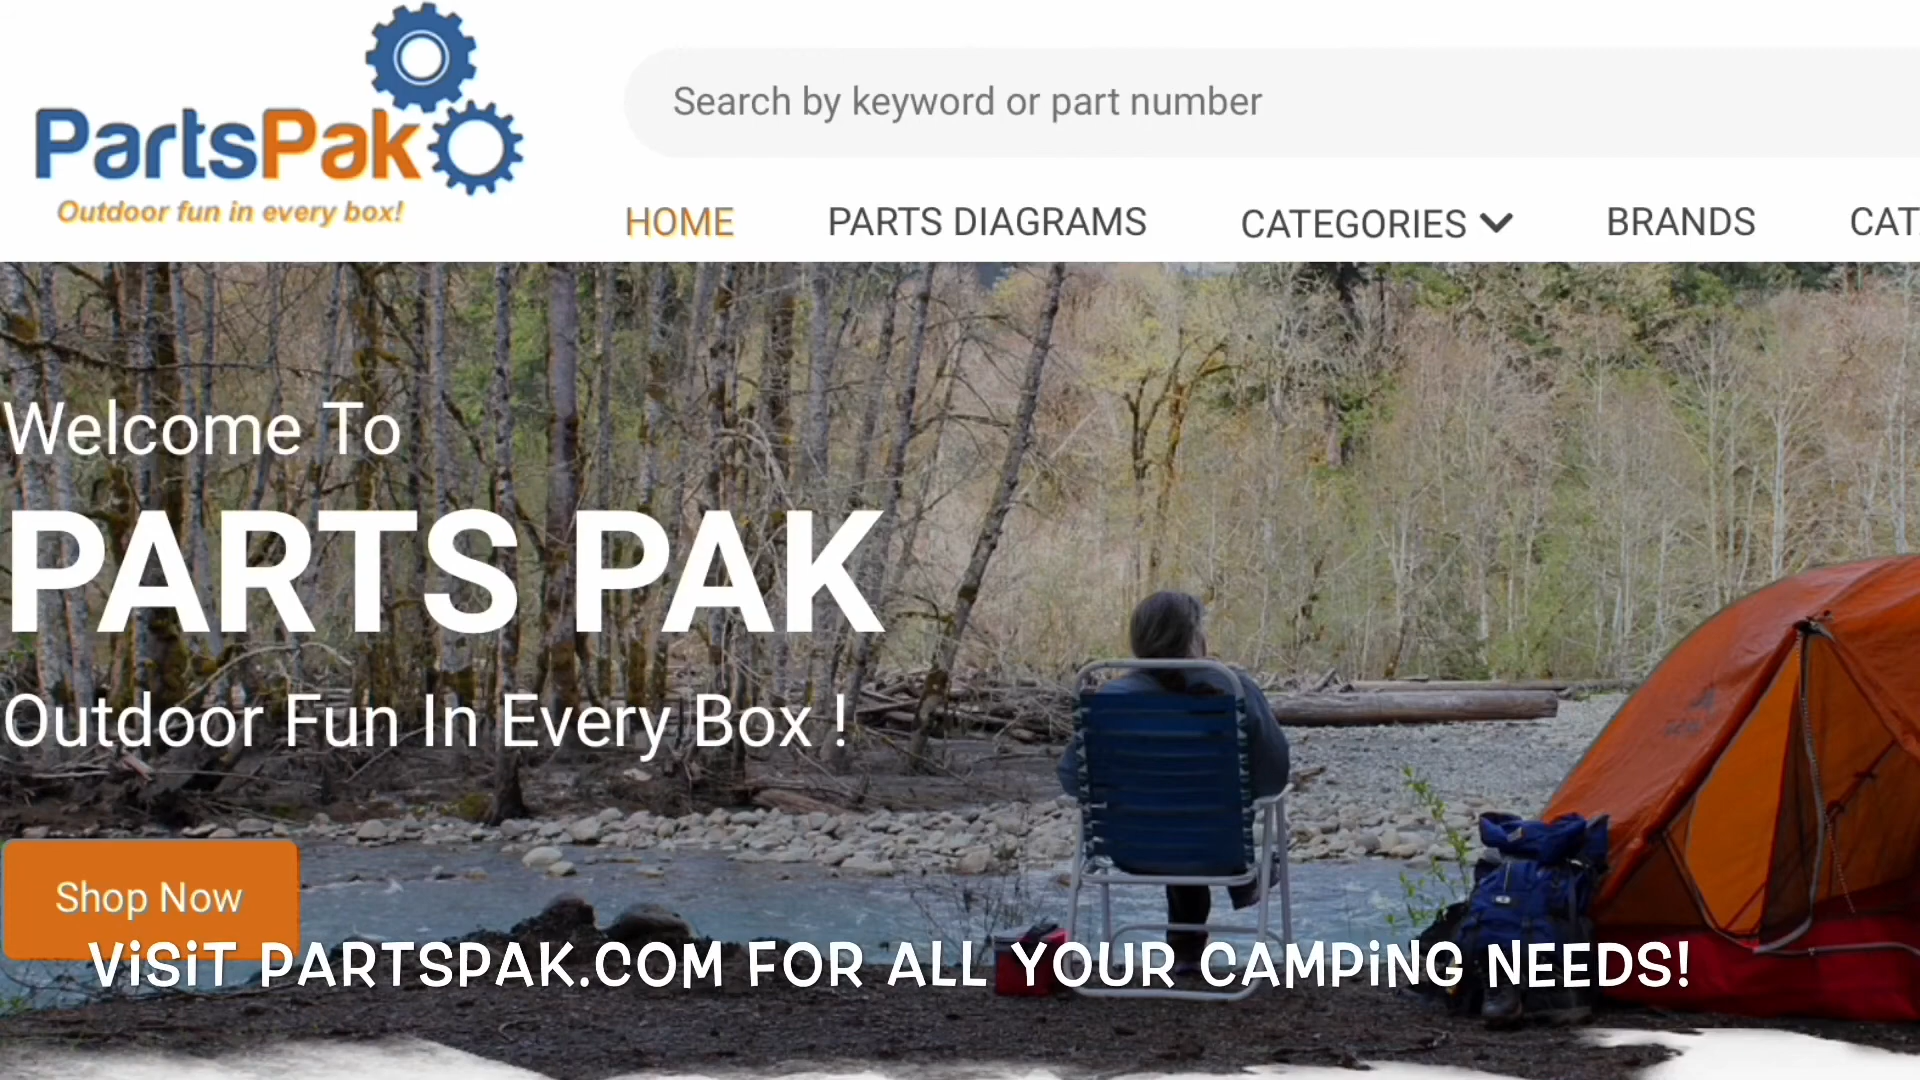 PartsPak
Outdoor fun in every box!
Search by keyword or part number
HOME PARTS DIAGRAMS CATEGORIES BRANDS CAT
Welcome To
PARTS PAK
Outdoor Fun In Every Box !
Shop Now
ViSiT PARTSPAK.COM FOR ALL YOUR CAMPiNG NEEDS!